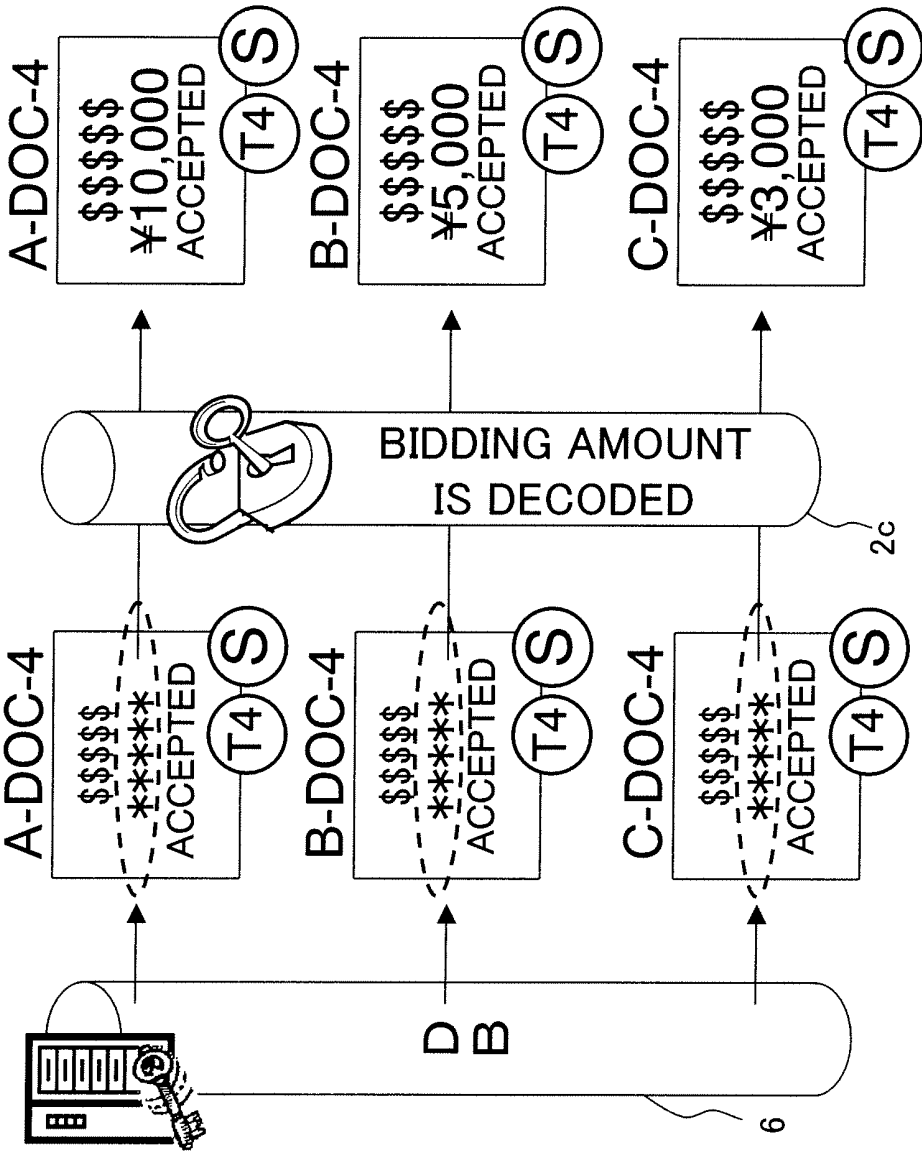 DB
6
A-DOC-4
$$$$$
*****
ACCEPTED
T4
S
B-DOC-4
$$$$$
*****
ACCEPTED
T4
S
C-DOC-4
$$$$$
*****
ACCEPTED
T4
S
BIDDING AMOUNT
IS DECODED
2c
A-DOC-4
$$$$$
¥10,000
ACCEPTED
T4
S
B-DOC-4
$$$$$
¥5,000
ACCEPTED
T4
S
C-DOC-4
$$$$$
¥3,000
ACCEPTED
T4
S